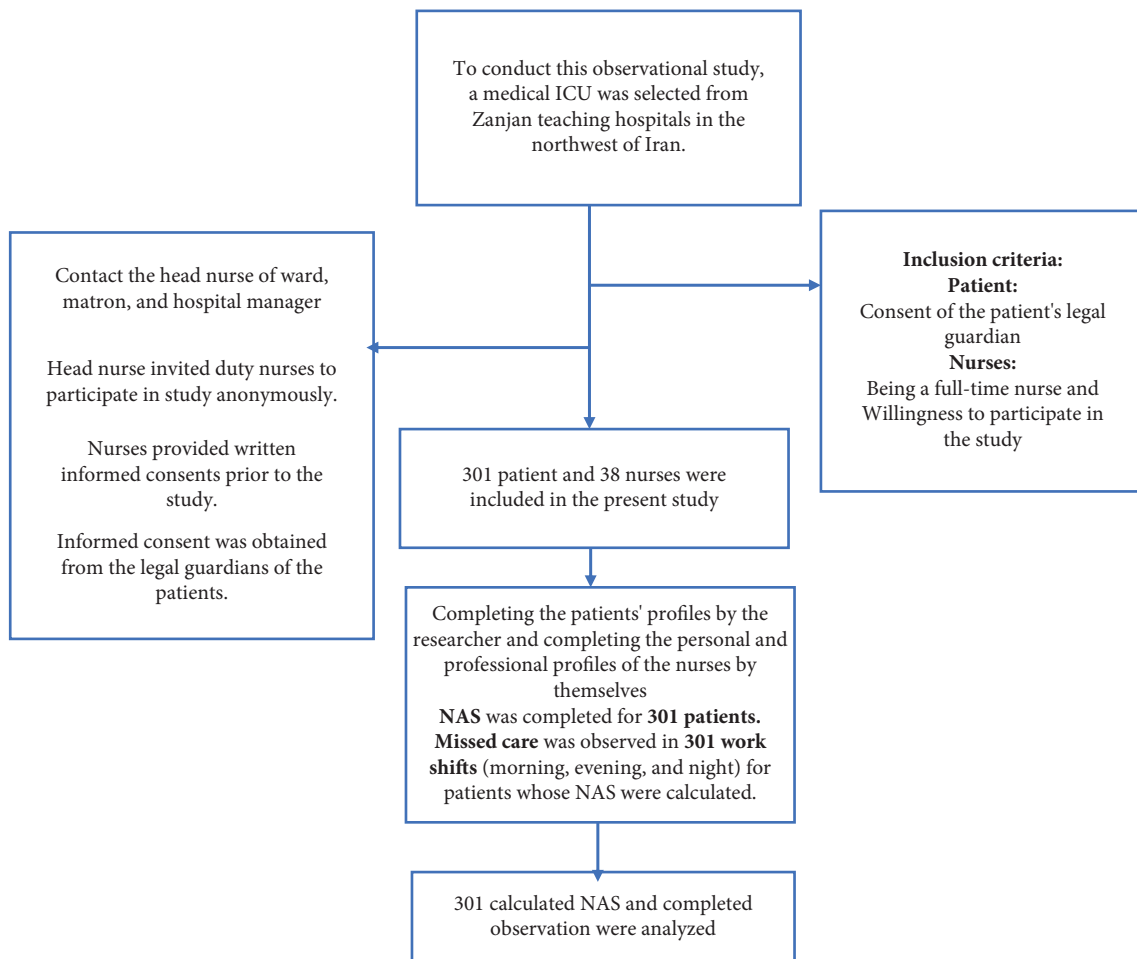 To conduct this observational study,
a medical ICU was selected from
Zanjan teaching hospitals in the
northwest of Iran.
Contact the head nurse of ward,
matron, and hospital manager
Head nurse invited duty nurses to
participate in study anonymously.
Nurses provided written
informed consents prior to the
study.
Informed consent was obtained
from the legal guardians of the
patients.
Inclusion criteria:
Patient:
Consent of the patient's legal
guardian
Nurses:
Being a full-time nurse and
Willingness to participate in
the study
301 patient and 38 nurses were
included in the present study
Completing the patients' profiles by the
researcher and completing the personal and
professional profiles of the nurses by
themselves
NAS was completed for 301 patients.
Missed care was observed in 301 work
shifts (morning, evening, and night) for
patients whose NAS were calculated.
301 calculated NAS and completed
observation were analyzed